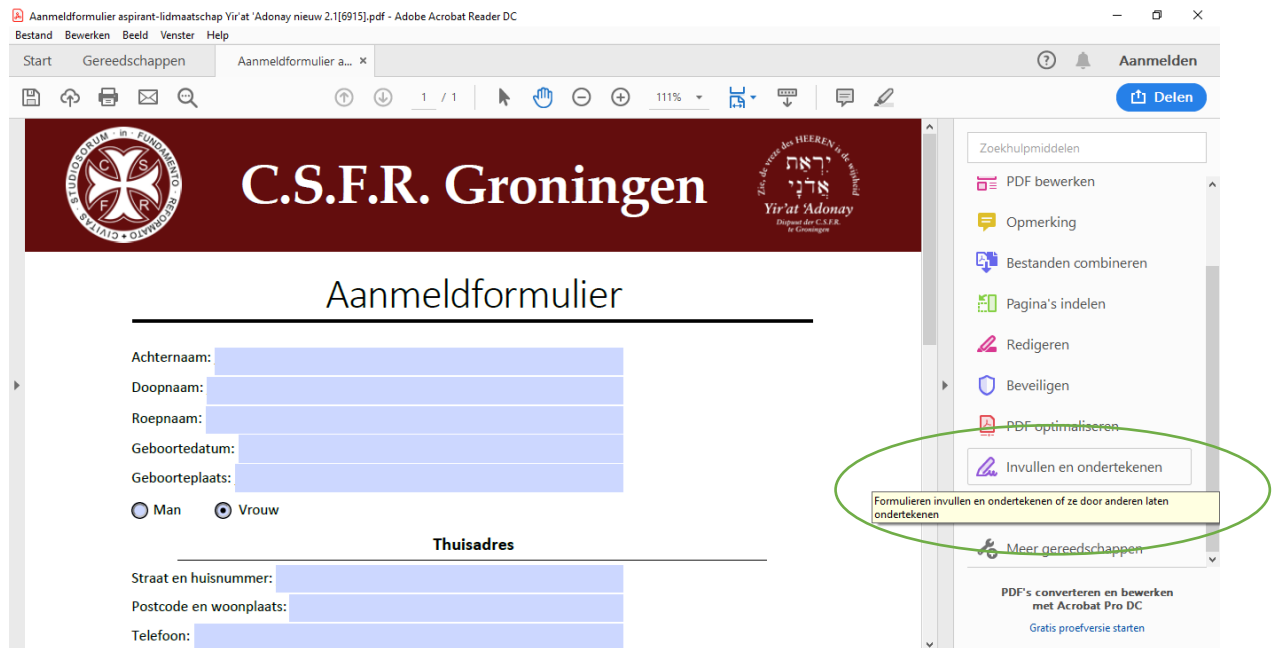 Aanmeldformulier aspirant-lidmaatschap Yir'at 'Adonay nieuw 2.1[6915].pdf - Adobe Acrobat Reader DC
Bestand Bewerken Beeld Venster Help
Start Gereedschappen Aanmeldformulier a... × Aanmelden
1 / 1 111% Delen
STUDIOSORUM · in · FUNDAMENTO · REFORMATO + CIVITAS
C S F R
C.S.F.R. Groningen
Zie, de vreze des HEEREN is de wijsheid
יִרְאַת
אֲדֹנָי
Yir'at 'Adonay
Dispuut der C.S.F.R.
te Groningen
Aanmeldformulier
Achternaam:
Doopnaam:
Roepnaam:
Geboortedatum:
Geboorteplaats:
Man Vrouw
Thuisadres
Straat en huisnummer:
Postcode en woonplaats:
Telefoon:
Zoekhulpmiddelen
PDF bewerken
Opmerking
Bestanden combineren
Pagina's indelen
Redigeren
Beveiligen
PDF optimaliseren
Invullen en ondertekenen
Formulieren invullen en ondertekenen of ze door anderen laten
ondertekenen
Meer gereedschappen
PDF's converteren en bewerken
met Acrobat Pro DC
Gratis proefversie starten